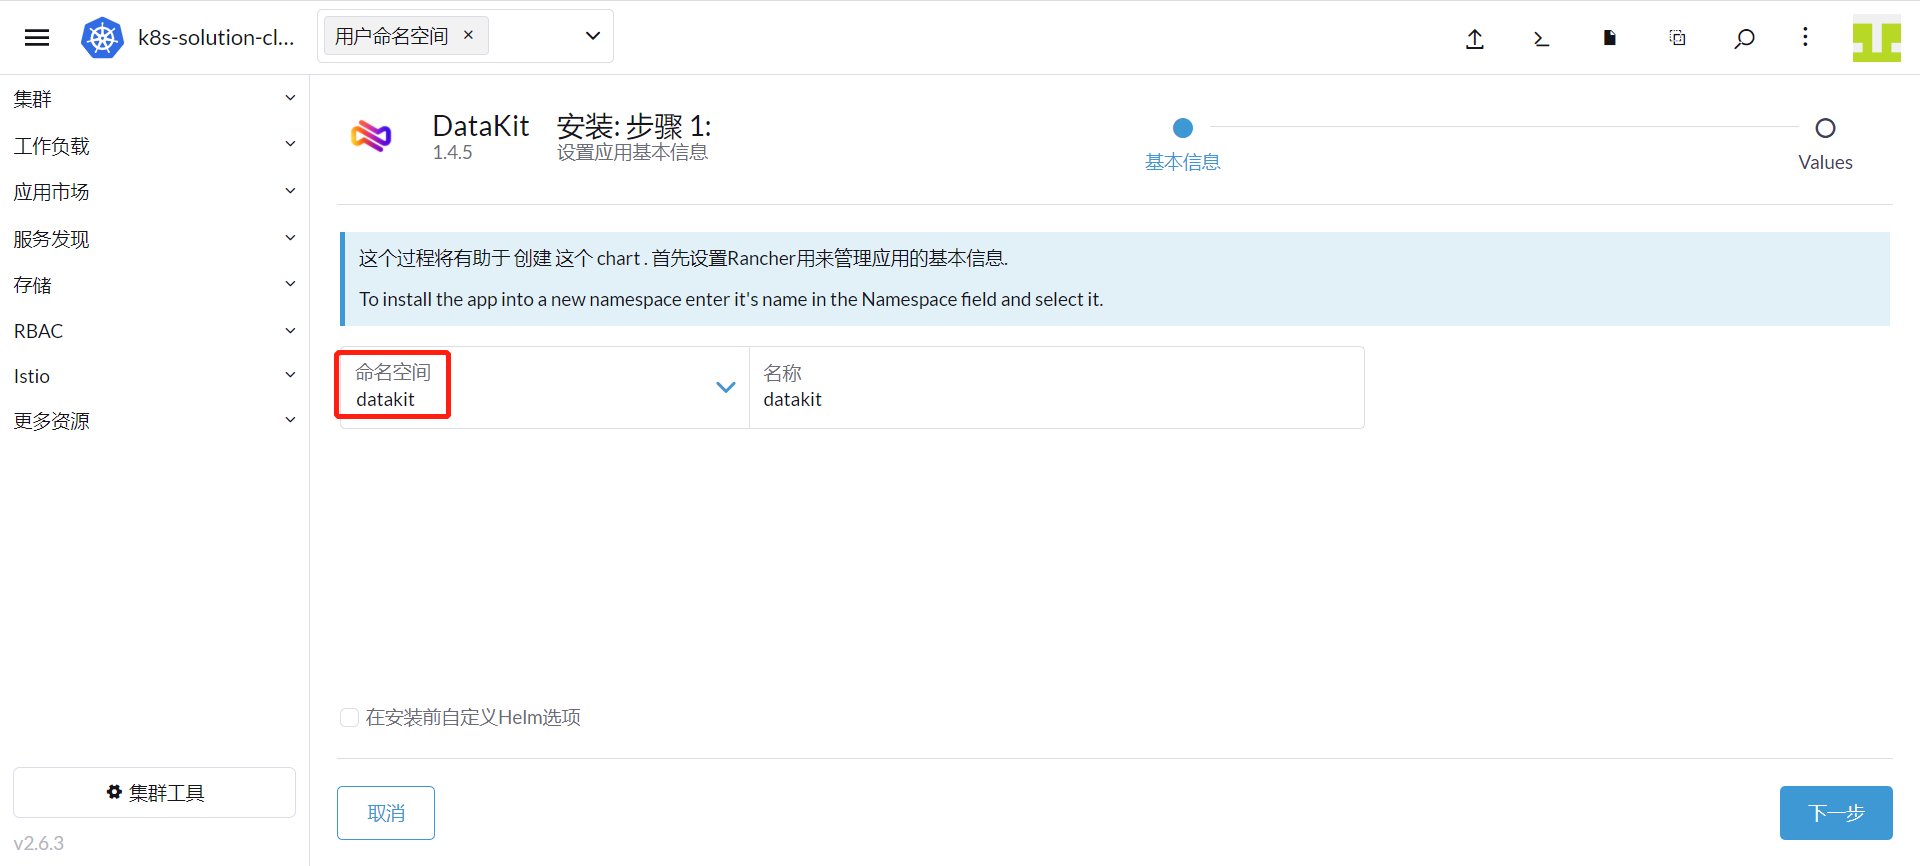 k8s-solution-cl...
用户命名空间 ×
集群
工作负载
应用市场
服务发现
存储
RBAC
Istio
更多资源
集群工具
v2.6.3
DataKit
1.4.5
安装: 步骤 1:
设置应用基本信息
基本信息
Values
这个过程将有助于 创建 这个 chart . 首先设置Rancher用来管理应用的基本信息.
To install the app into a new namespace enter it's name in the Namespace field and select it.
命名空间
datakit
名称
datakit
在安装前自定义Helm选项
取消
下一步